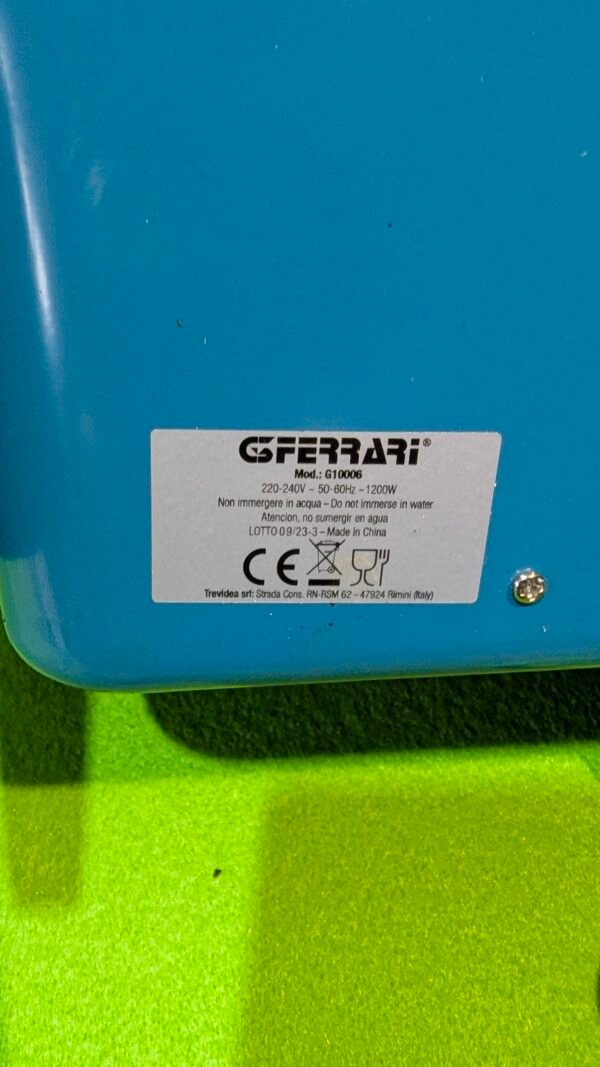 G3FERRARI®
Mod.: G10006
220-240V ~ 50-60Hz ~ 1200W
Non immergere in acqua – Do not immerse in water
Atencion, no sumergir en agua
LOTTO 09/23-3 – Made in China
CE
Trevidea srl: Strada Cons. RN-RSM 62 – 47924 Rimini (Italy)